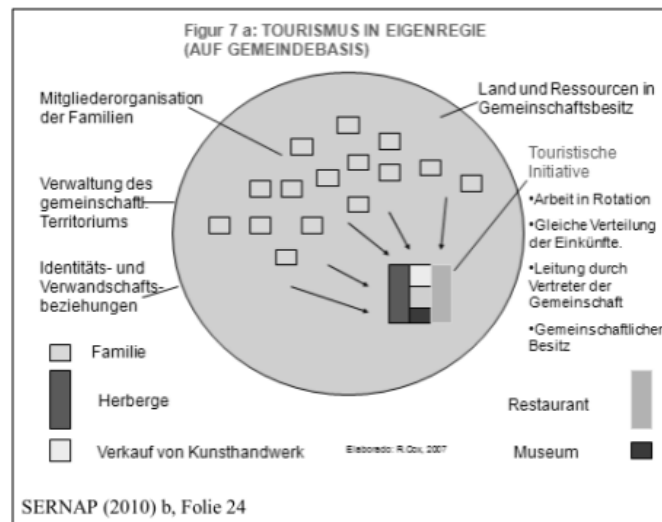 Figur 7 a: TOURISMUS IN EIGENREGIE
(AUF GEMEINDEBASIS)
Mitgliederorganisation
der Familien
Land und Ressourcen in
Gemeinschaftsbesitz
Verwaltung des
gemeinschaftl.
Territoriums
Identitäts- und
Verwandschafts-
beziehungen
Touristische
Initiative
•Arbeit in Rotation
•Gleiche Verteilung
der Einkünfte.
•Leitung durch
Vertreter der
Gemeinschaft
•Gemeinschaftlicher
Besitz
Familie
Herberge
Verkauf von Kunsthandwerk
Elaborado: R.Cox, 2007
Restaurant
Museum
SERNAP (2010) b, Folie 24